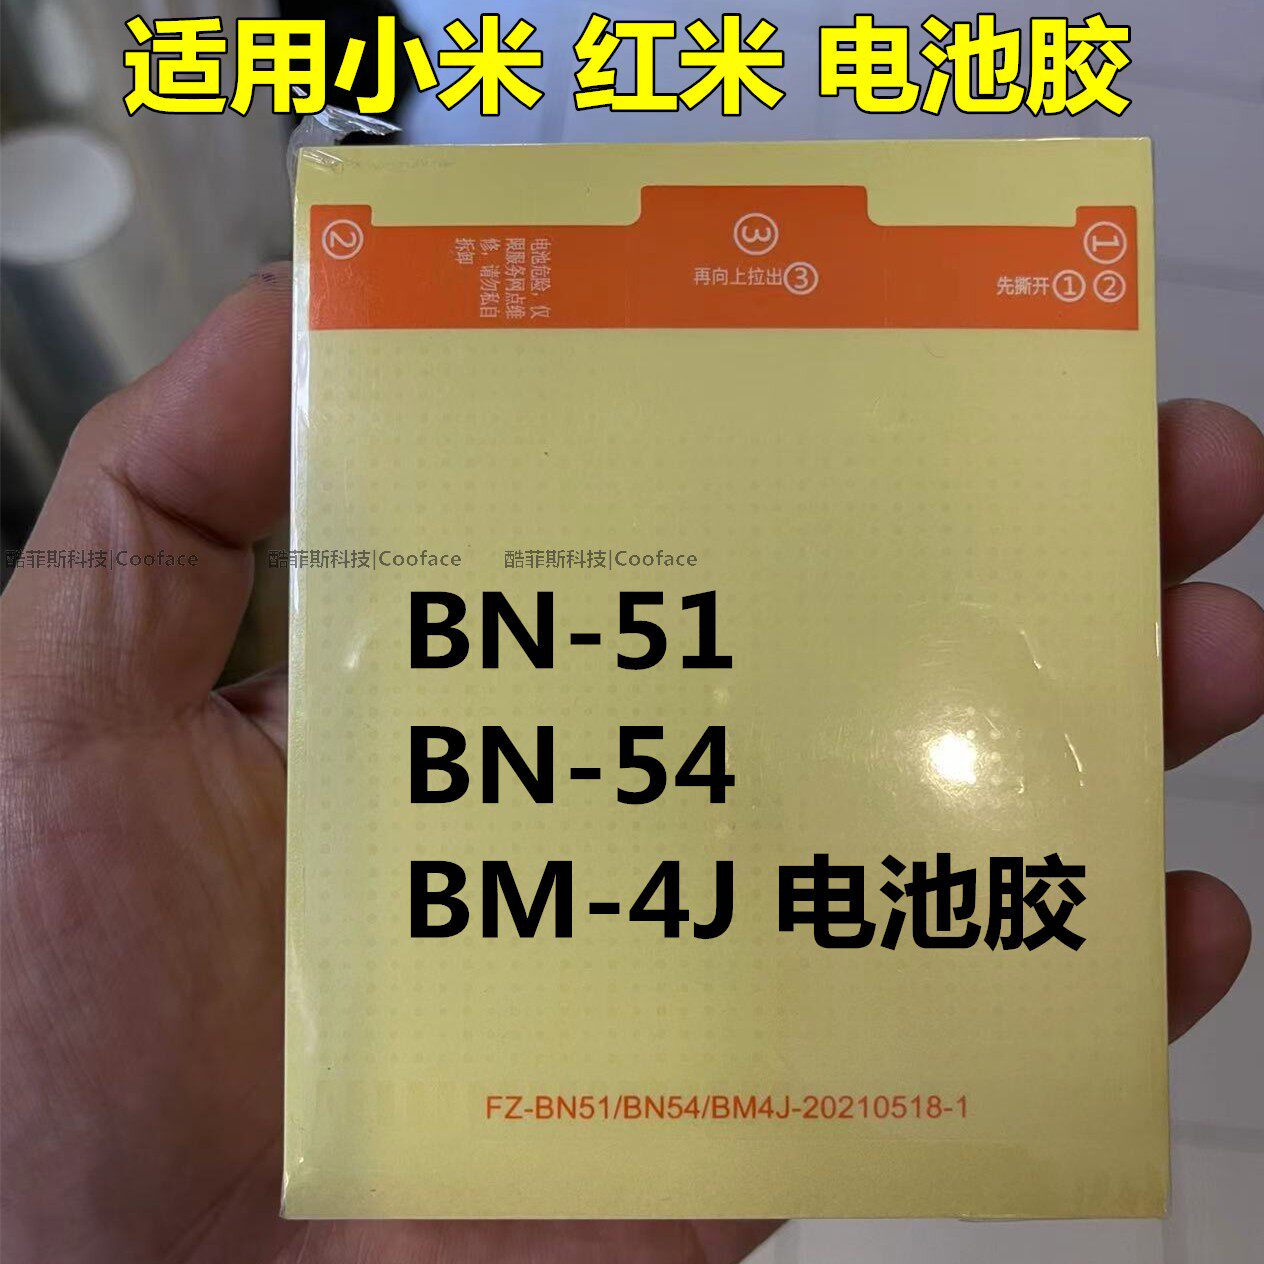 适用小米 红米 电池胶
②
电池危险，仅
限服务网点维
修，请勿私自
拆卸
③
再向上拉出③
①
先撕开①②
酷菲斯科技|Cooface 酷菲斯科技|Cooface 酷菲斯科技|Cooface
BN-51
BN-54
BM-4J 电池胶
FZ-BN51/BN54/BM4J-20210518-1